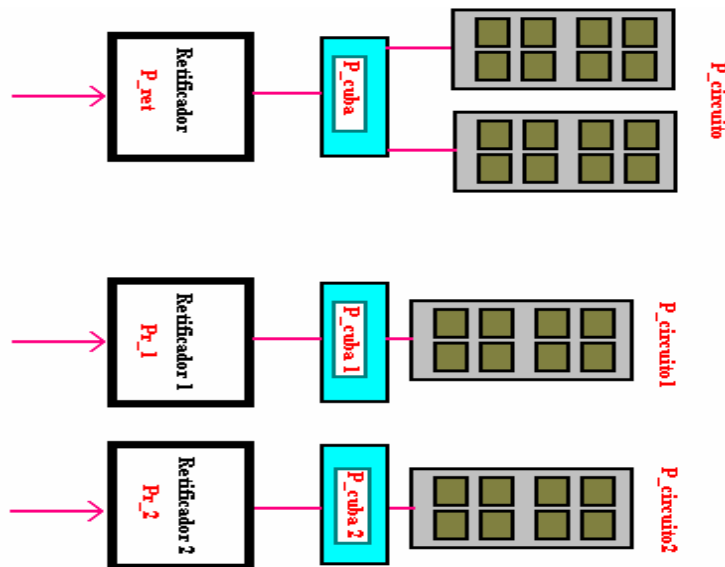 Retificador
P_ret
P_cuba
P_circuito
Retificador 1
Pr_1
P_cuba 1
P_circuito1
Retificador 2
Pr_2
P_cuba 2
P_circuito2